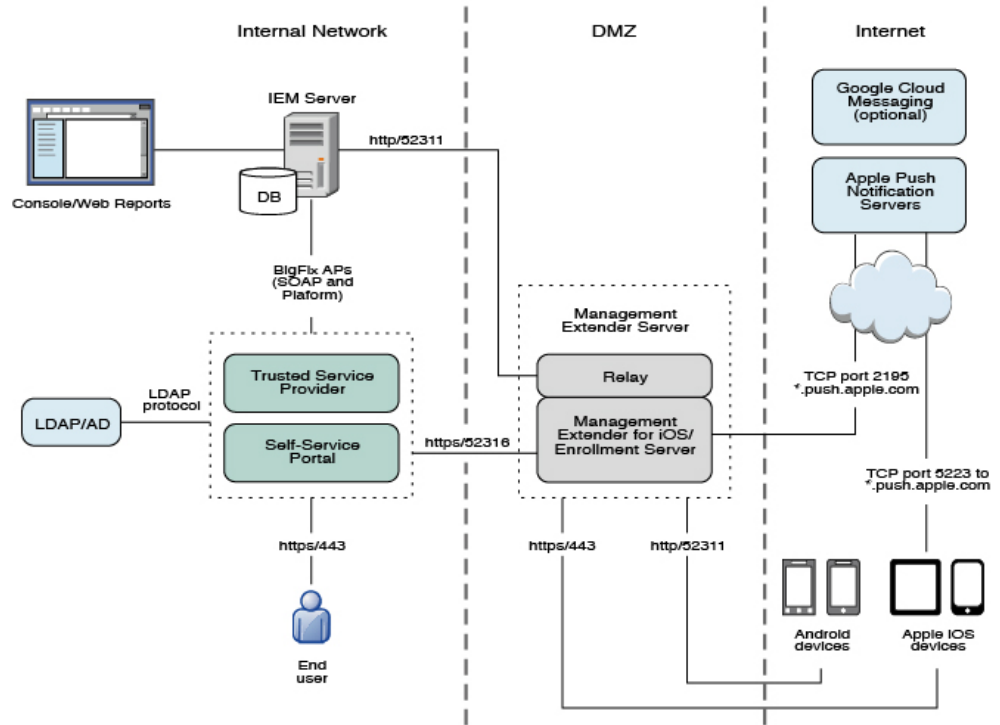 Internal Network
DMZ
Internet
IEM Server
Google Cloud
Messaging
(optional)
http/52311
DB
Console/Web Reports
Apple Push
Notification
Servers
BigFix APs
(SOAP and
Plaform)
Management
Extender Server
Trusted Service
Provider
Relay
TCP port 2195
*.push.apple.com
LDAP
protocol
LDAP/AD
Self-Service
Portal
https/52316
Management
Extender for iOS/
Enrollment Server
TCP port 5223 to
*.push.apple.com
https/443
https/443
http/52311
End
user
Android
devices
Apple iOS
devices